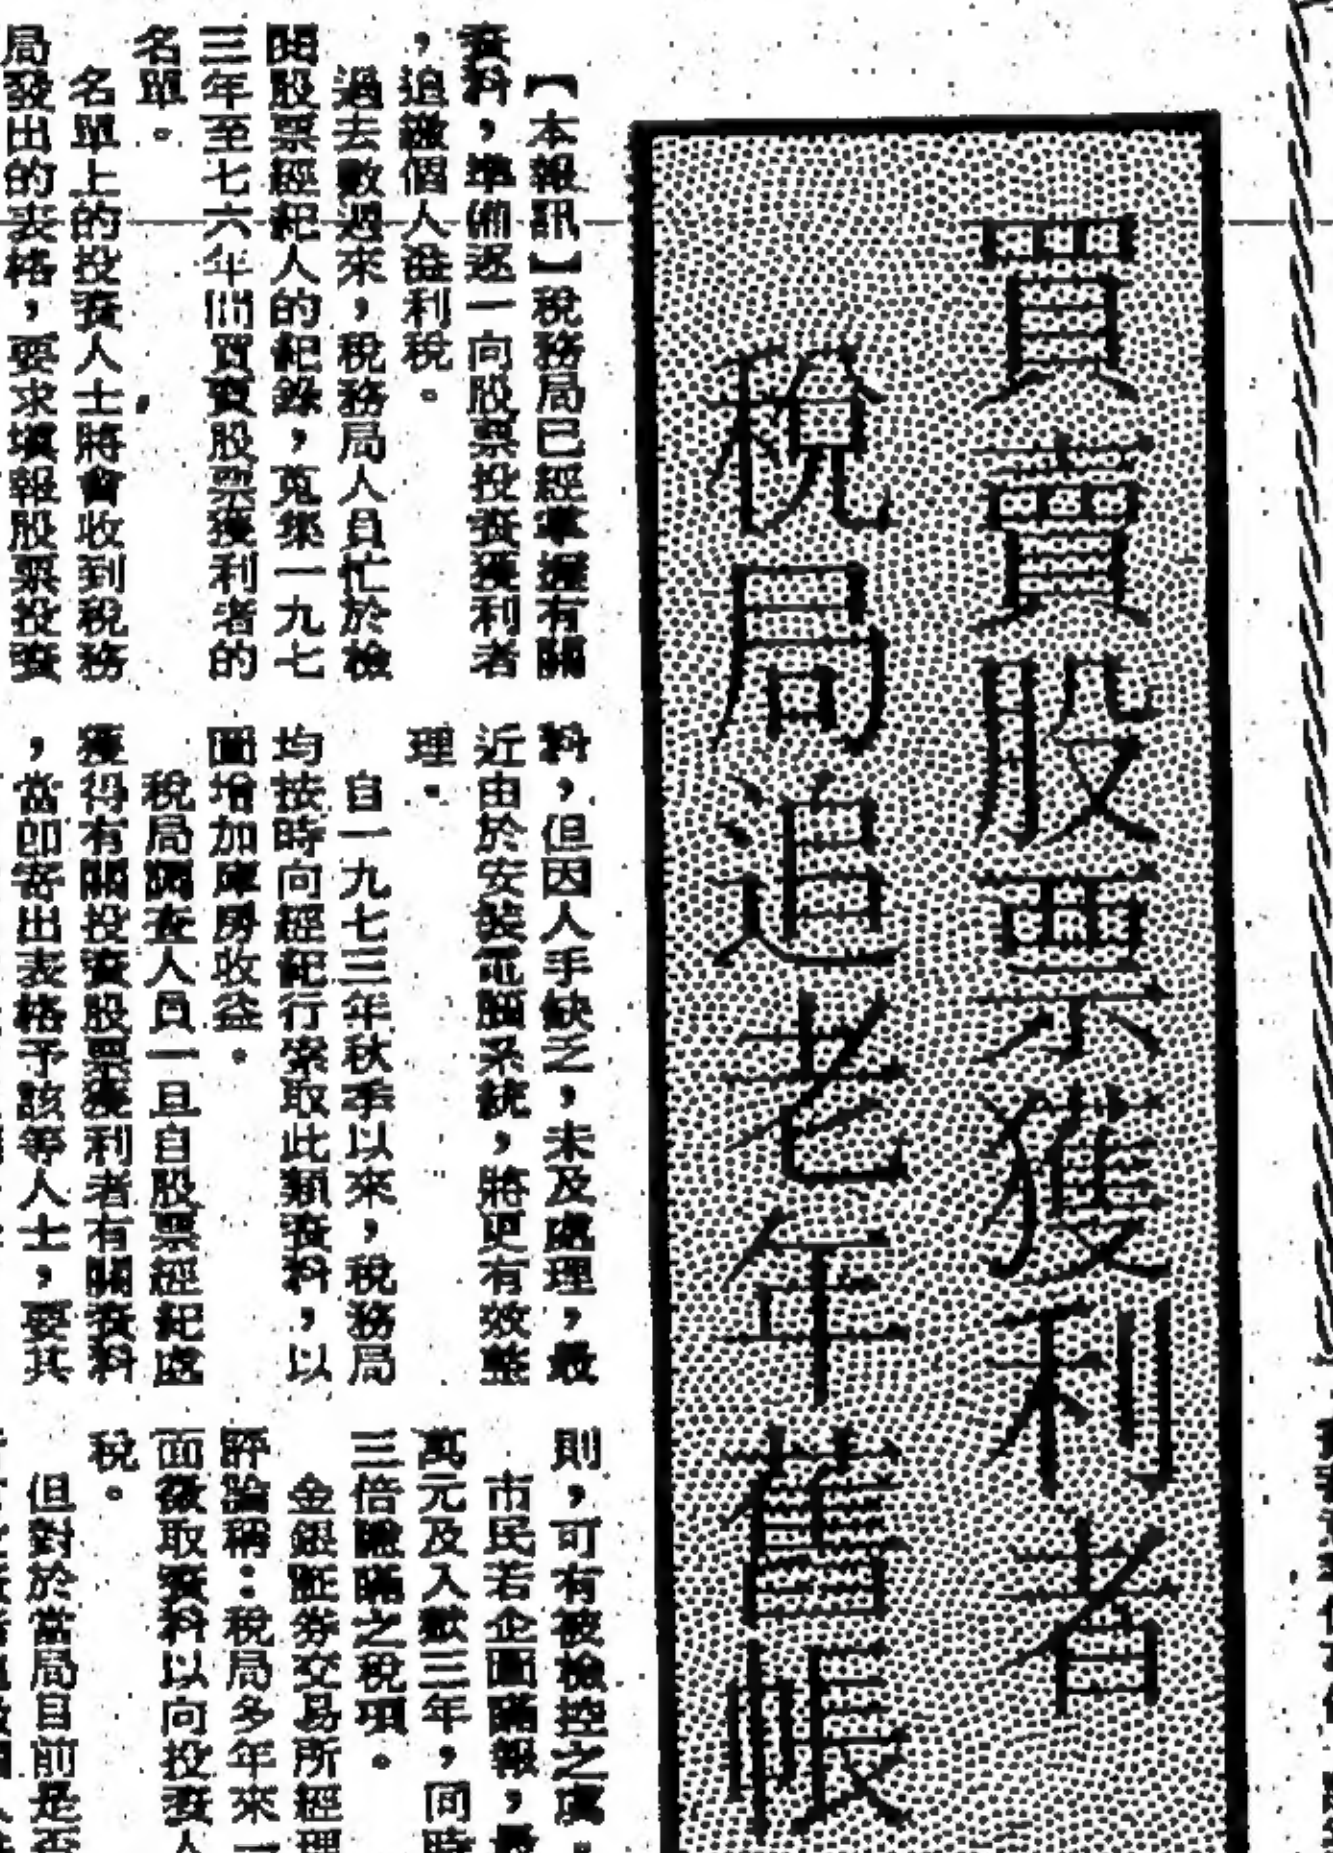 買賣股票獲利者
稅局追老年舊帳
【本報訊】稅務局已經掌握有關
資料，準備逐一向股票投資獲利者
，追繳個人溢利稅。
過去數週來，稅務局人員忙於檢
閱股票經紀人的紀錄，蒐集一九七
三年至七六年間買賣股票獲利者的
名單。
名單上的投資人士將會收到稅務
局發出的表格，要求填報股票投資
料，但因人手缺乏，未及處理，最
近由於安裝電腦系統，將更有效整
理。
自一九七三年秋季以來，稅務局
均按時向經紀行索取此類資料，以
圖增加庫房收益。
稅局調查人員一旦自股票經紀處
獲得有關投資股票獲利者有關資料
，當即寄出表格予該等人士，要其
則，可有被檢控之虞。
市民若企圖瞞報，最
萬元及入獄三年，同時
三倍瞞之稅項。
金銀證券交易所經理
評論稱：稅局多年來一
面徵取資料以向投資人
稅。
但對於當局目前是否